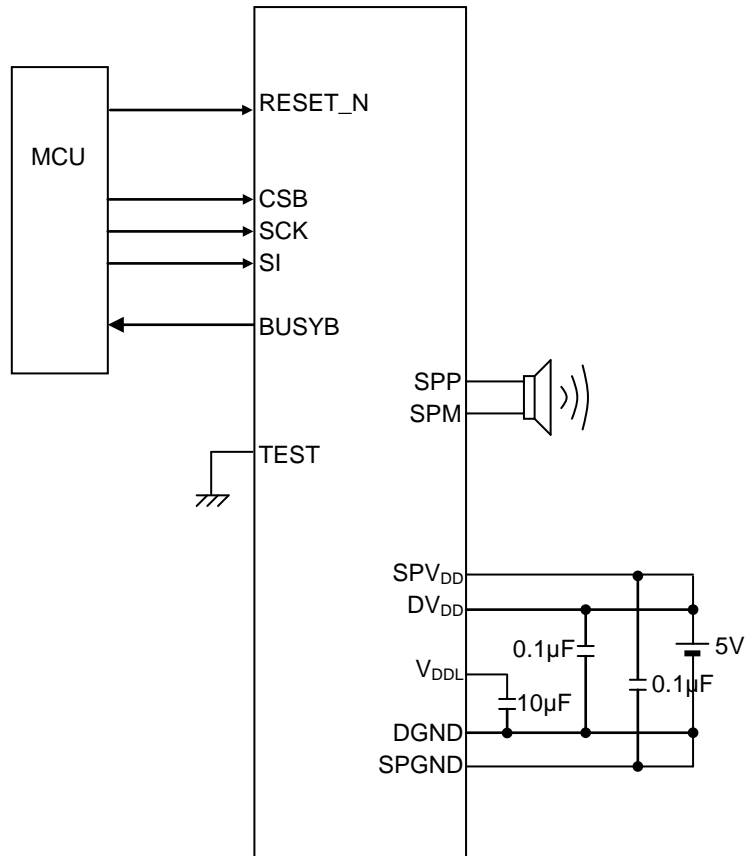 RESET_N
MCU
CSB
SCK
SI
BUSYB
SPP
SPM
TEST
SPVDD
DVDD
0.1µF
5V
VDDL
0.1µF
10µF
DGND
SPGND